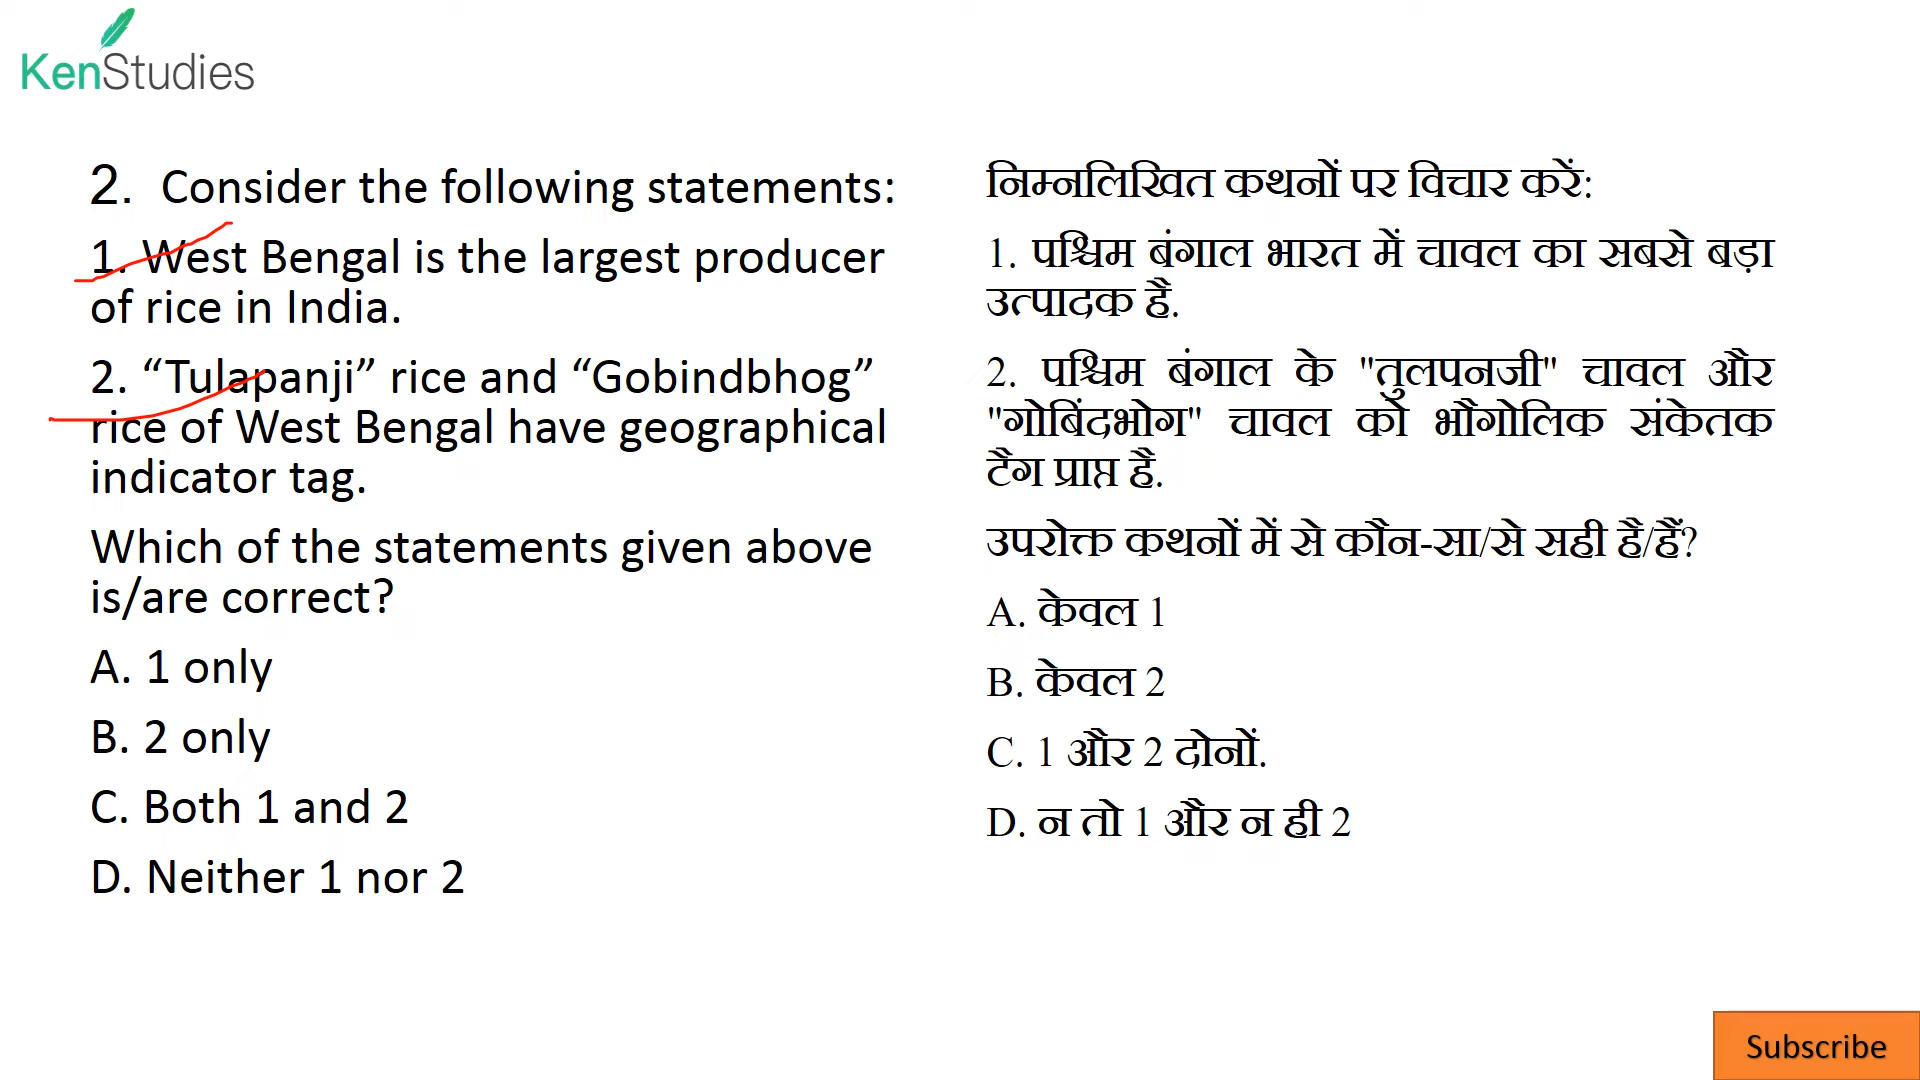 KenStudies
2. Consider the following statements:
1. West Bengal is the largest producer
of rice in India.
2. “Tulapanji” rice and “Gobindbhog”
rice of West Bengal have geographical
indicator tag.
Which of the statements given above
is/are correct?
A. 1 only
B. 2 only
C. Both 1 and 2
D. Neither 1 nor 2
निम्नलिखित कथनों पर विचार करें:
1. पश्चिम बंगाल भारत में चावल का सबसे बड़ा
उत्पादक है.
2. पश्चिम बंगाल के "तुलपनजी" चावल और
"गोबिंदभोग" चावल को भौगोलिक संकेतक
टैग प्राप्त है.
उपरोक्त कथनों में से कौन-सा/से सही है/हैं?
A. केवल 1
B. केवल 2
C. 1 और 2 दोनों.
D. न तो 1 और न ही 2
Subscribe